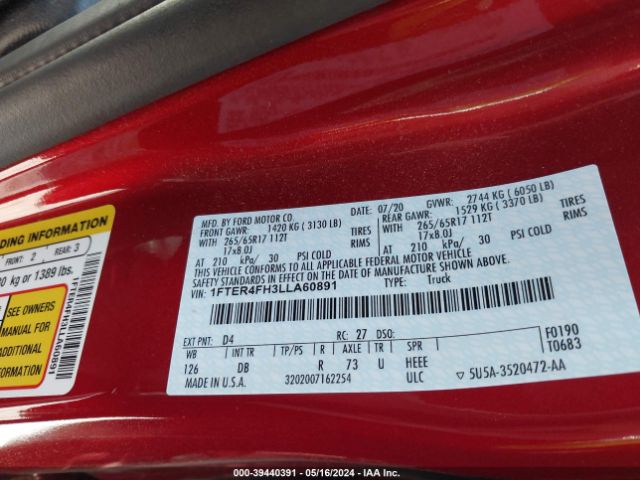 DING INFORMATION
FRONT: 2 REAR: 3
kg or 1389 lbs.
SEE OWNERS
MANUAL FOR
ADDITIONAL
INFORMATION
1FTER4FH3LLA60891
MFD. BY FORD MOTOR CO.
07/20 GVWR: 2744 KG ( 6050 LB)
FRONT GAWR: 1420 KG ( 3130 LB) REAR GAWR: 1529 KG ( 3370 LB)
WITH 265/65R17 112T TIRES WITH 265/65R17 112T TIRES
17x8.0J RIMS 17x8.0J RIMS
AT 210 kPa/ 30 PSI COLD AT 210 kPa/ 30 PSI COLD
THIS VEHICLE CONFORMS TO ALL APPLICABLE FEDERAL MOTOR VEHICLE
SAFETY STANDARDS IN EFFECT ON THE DATE OF MANUFACTURE SHOWN ABOVE.
VIN: 1FTER4FH3LLA60891 TYPE: Truck
EXT PNT: D4 RC: 27 DSO: F0190
WB INT TR TP/PS R AXLE TR SPR T0683
126 DB R 73 U HEEE
MADE IN U.S.A. 3202007162254 ULC 5U5A-3520472-AA
000-39440391 - 05/16/2024 - IAA Inc.